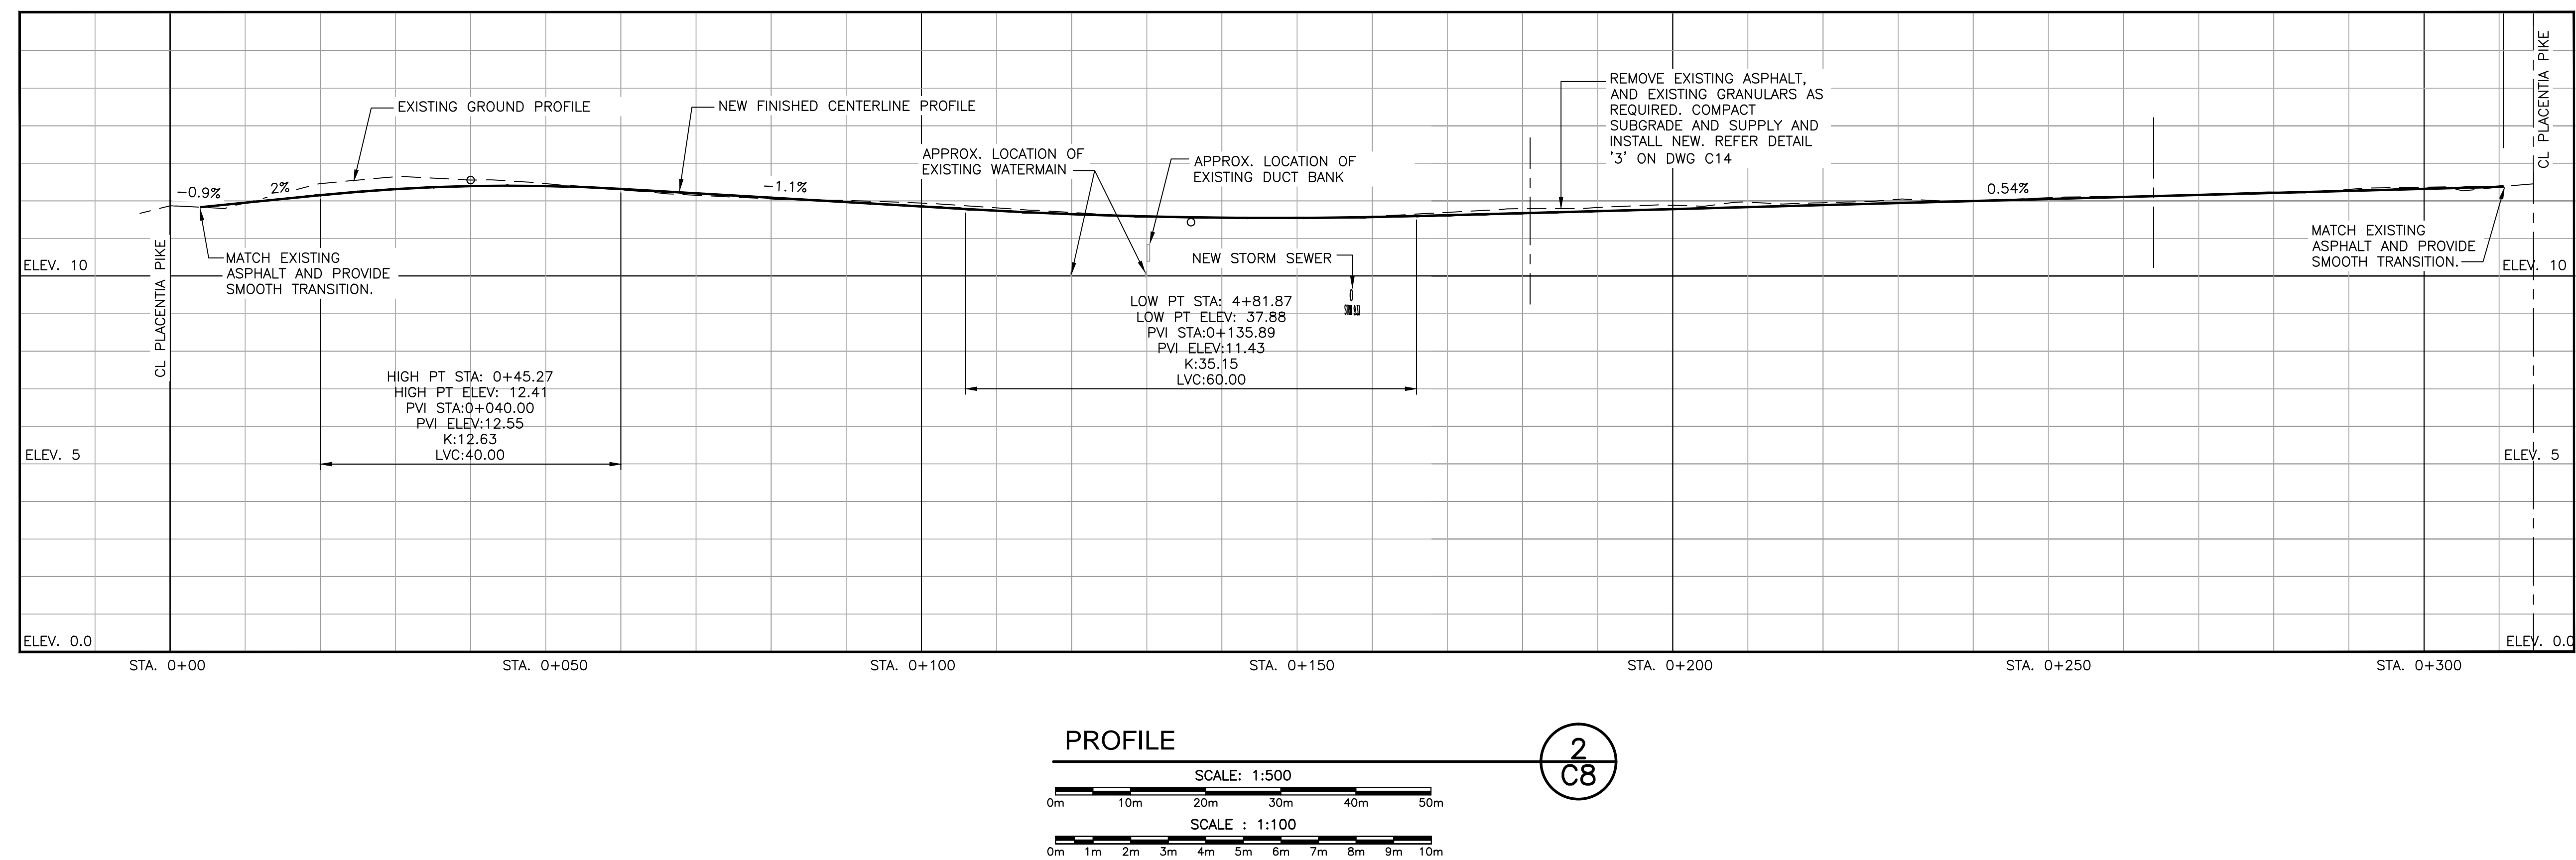 EXISTING GROUND PROFILE
NEW FINISHED CENTERLINE PROFILE
REMOVE EXISTING ASPHALT,
AND EXISTING GRANULARS AS
REQUIRED. COMPACT
SUBGRADE AND SUPPLY AND
INSTALL NEW. REFER DETAIL
'3' ON DWG C14
CL PLACENTIA PIKE
APPROX. LOCATION OF
EXISTING WATERMAIN
APPROX. LOCATION OF
EXISTING DUCT BANK
-0.9%
2%
-1.1%
0.54%
MATCH EXISTING
ASPHALT AND PROVIDE
SMOOTH TRANSITION.
MATCH EXISTING
ASPHALT AND PROVIDE
SMOOTH TRANSITION.
CL PLACENTIA PIKE
NEW STORM SEWER
ELEV. 10
ELEV. 10
LOW PT STA: 4+81.87
LOW PT ELEV: 37.88
PVI STA:0+135.89
PVI ELEV:11.43
K:35.15
LVC:60.00
HIGH PT STA: 0+45.27
HIGH PT ELEV: 12.41
PVI STA:0+040.00
PVI ELEV:12.55
K:12.63
LVC:40.00
ELEV. 5
ELEV. 5
ELEV. 0.0
ELEV. 0.0
STA. 0+00
STA. 0+050
STA. 0+100
STA. 0+150
STA. 0+200
STA. 0+250
STA. 0+300
PROFILE
2
C8
SCALE: 1:500
0m 10m 20m 30m 40m 50m
SCALE : 1:100
0m 1m 2m 3m 4m 5m 6m 7m 8m 9m 10m